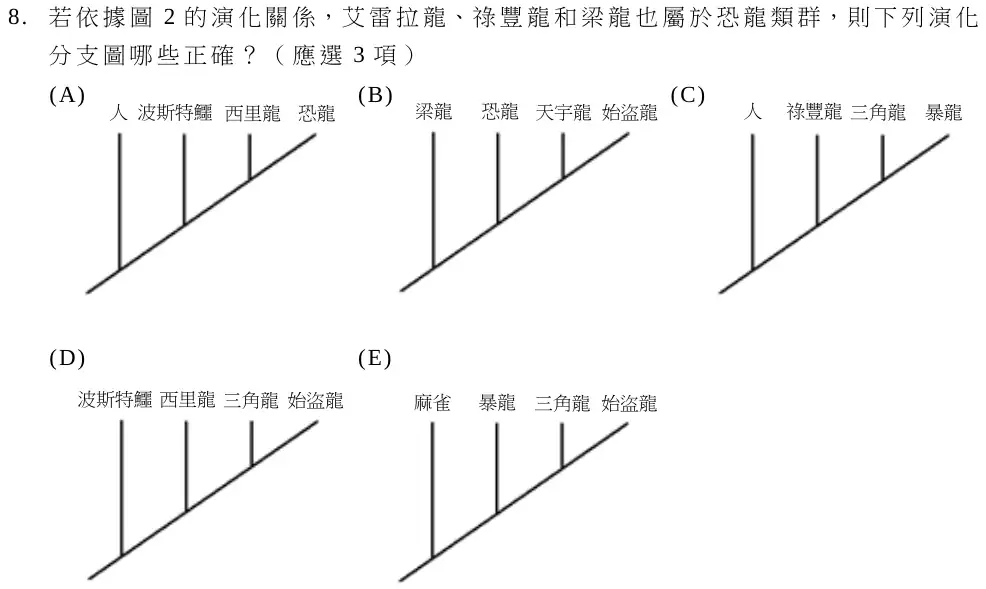 8. 若依據圖 2 的演化關係，艾雷拉龍、祿豐龍和梁龍也屬於恐龍類群，則下列演化
分支圖哪些正確？（應選 3 項）
(A) (B) (C)
人 波斯特鱷 西里龍 恐龍 梁龍 恐龍 天宇龍 始盜龍 人 祿豐龍 三角龍 暴龍
(D) (E)
波斯特鱷 西里龍 三角龍 始盜龍 麻雀 暴龍 三角龍 始盜龍